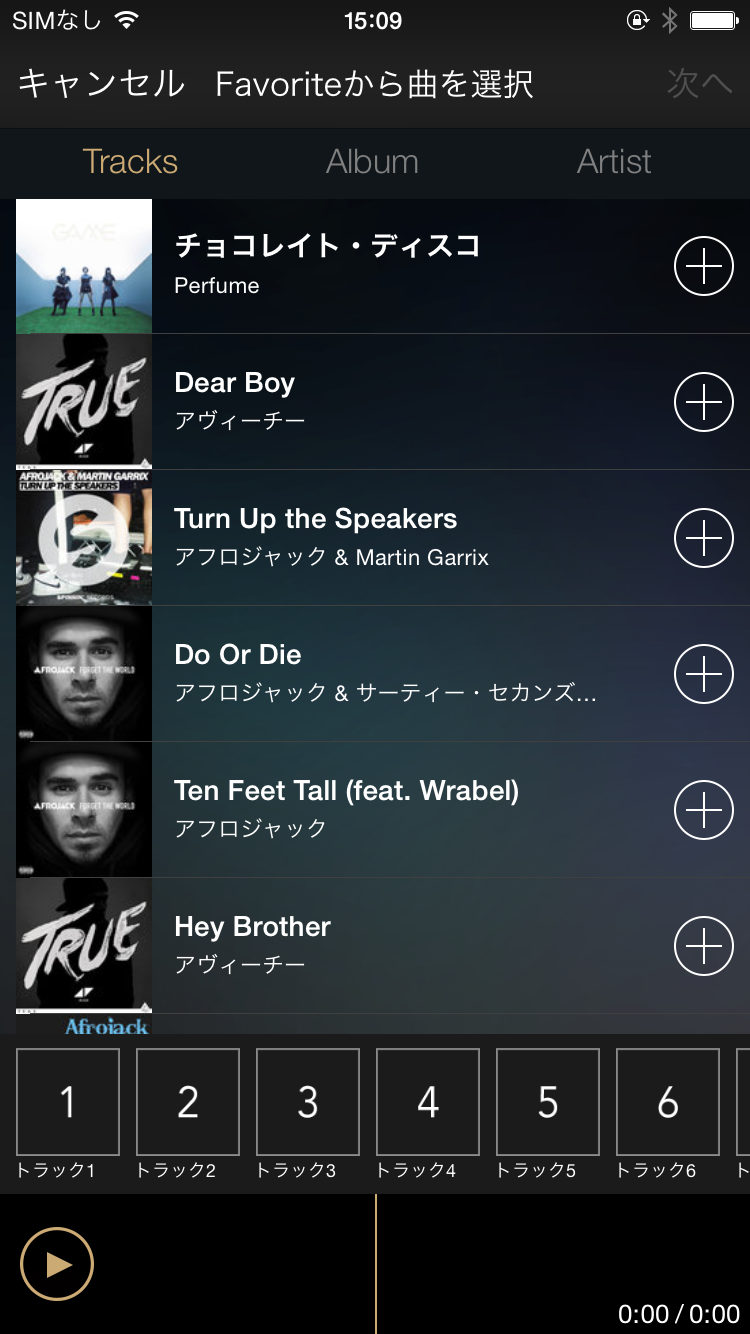 SIMなし 15:09
キャンセル Favoriteから曲を選択 次へ
Tracks Album Artist
GAME
チョコレイト・ディスコ
Perfume
TRUE
Dear Boy
アヴィーチー
AFROJACK & MARTIN GARRIX
TURN UP THE SPEAKERS
Turn Up the Speakers
アフロジャック & Martin Garrix
AFROJACK FORGET THE WORLD
Do Or Die
アフロジャック & サーティー・セカンズ…
AFROJACK FORGET THE WORLD
Ten Feet Tall (feat. Wrabel)
アフロジャック
TRUE
Hey Brother
アヴィーチー
Afrojack
1 2 3 4 5 6
トラック1 トラック2 トラック3 トラック4 トラック5 トラック6 ト
0:00 / 0:00